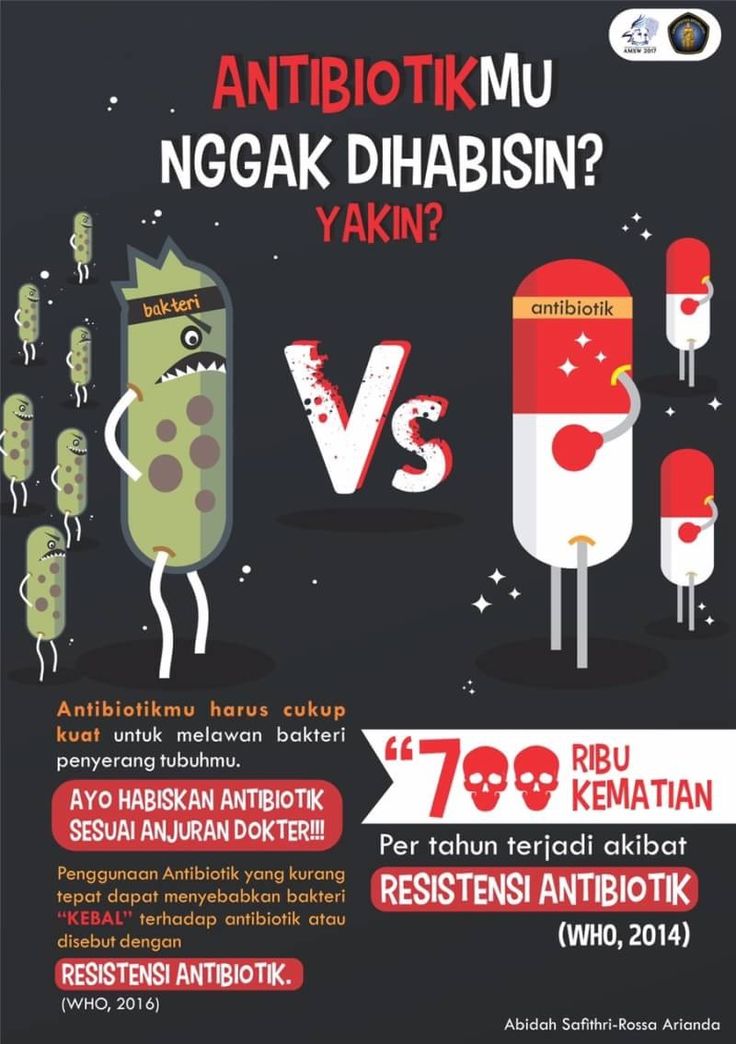 AMSW 2017
ANTIBIOTIKMU
NGGAK DIHABISIN?
YAKIN?
bakteri
Vs
antibiotik
Antibiotikmu harus cukup
kuat untuk melawan bakteri
penyerang tubuhmu.
AYO HABISKAN ANTIBIOTIK
SESUAI ANJURAN DOKTER!!!
Penggunaan Antibiotik yang kurang
tepat dapat menyebabkan bakteri
"KEBAL" terhadap antibiotik atau
disebut dengan
RESISTENSI ANTIBIOTIK.
(WHO, 2016)
"700 RIBU
KEMATIAN
Per tahun terjadi akibat
RESISTENSI ANTIBIOTIK
(WHO, 2014)
Abidah Safithri-Rossa Arianda